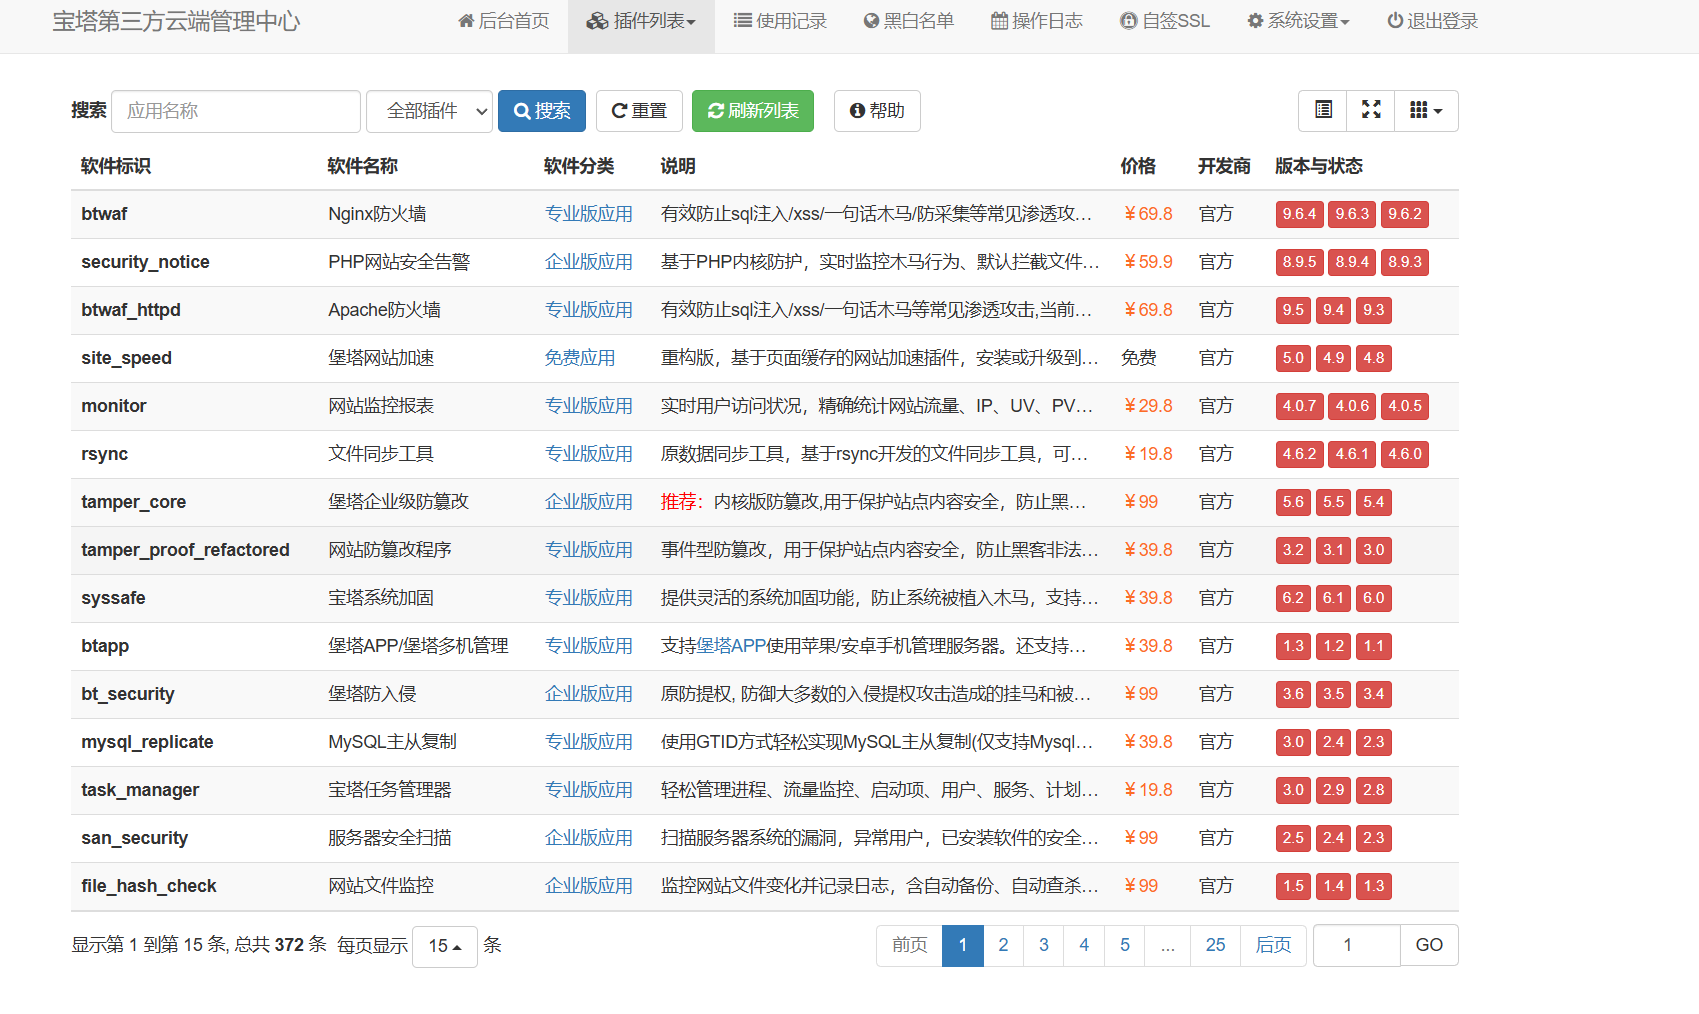 宝塔第三方云端管理中心 后台首页 插件列表 使用记录 黑白名单 操作日志 自签SSL 系统设置 退出登录
搜索 应用名称 全部插件 搜索 重置 刷新列表 帮助
软件标识 软件名称 软件分类 说明 价格 开发商 版本与状态
btwaf Nginx防火墙 专业版应用 有效防止sql注入/xss/一句话木马/防采集等常见渗透攻... ¥69.8 官方 9.6.4 9.6.3 9.6.2
security_notice PHP网站安全告警 企业版应用 基于PHP内核防护，实时监控木马行为、默认拦截文件... ¥59.9 官方 8.9.5 8.9.4 8.9.3
btwaf_httpd Apache防火墙 专业版应用 有效防止sql注入/xss/一句话木马等常见渗透攻击,当前... ¥69.8 官方 9.5 9.4 9.3
site_speed 堡塔网站加速 免费应用 重构版，基于页面缓存的网站加速插件，安装或升级到... 免费 官方 5.0 4.9 4.8
monitor 网站监控报表 专业版应用 实时用户访问状况，精确统计网站流量、IP、UV、PV... ¥29.8 官方 4.0.7 4.0.6 4.0.5
rsync 文件同步工具 专业版应用 原数据同步工具，基于rsync开发的文件同步工具，可... ¥19.8 官方 4.6.2 4.6.1 4.6.0
tamper_core 堡塔企业级防篡改 企业版应用 推荐：内核版防篡改,用于保护站点内容安全，防止黑... ¥99 官方 5.6 5.5 5.4
tamper_proof_refactored 网站防篡改程序 专业版应用 事件型防篡改，用于保护站点内容安全，防止黑客非法... ¥39.8 官方 3.2 3.1 3.0
syssafe 宝塔系统加固 专业版应用 提供灵活的系统加固功能，防止系统被植入木马，支持... ¥39.8 官方 6.2 6.1 6.0
btapp 堡塔APP/堡塔多机管理 专业版应用 支持堡塔APP使用苹果/安卓手机管理服务器。还支持... ¥39.8 官方 1.3 1.2 1.1
bt_security 堡塔防入侵 企业版应用 原防提权, 防御大多数的入侵提权攻击造成的挂马和被... ¥99 官方 3.6 3.5 3.4
mysql_replicate MySQL主从复制 专业版应用 使用GTID方式轻松实现MySQL主从复制(仅支持Mysql... ¥39.8 官方 3.0 2.4 2.3
task_manager 宝塔任务管理器 专业版应用 轻松管理进程、流量监控、启动项、用户、服务、计划... ¥19.8 官方 3.0 2.9 2.8
san_security 服务器安全扫描 企业版应用 扫描服务器系统的漏洞，异常用户，已安装软件的安全... ¥99 官方 2.5 2.4 2.3
file_hash_check 网站文件监控 企业版应用 监控网站文件变化并记录日志，含自动备份、自动查杀... ¥99 官方 1.5 1.4 1.3
显示第 1 到第 15 条, 总共 372 条 每页显示 15 条 前页 1 2 3 4 5 ... 25 后页 1 GO